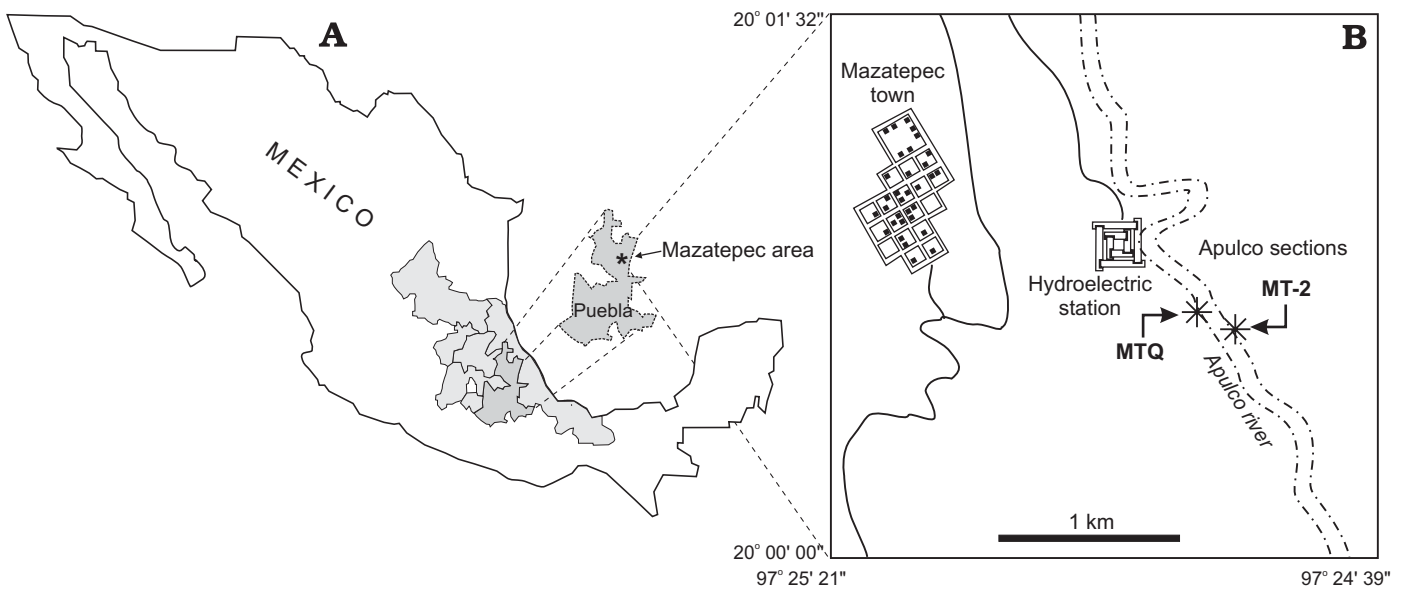 A
MEXICO
Mazatepec area
*
Puebla
20° 01' 32"
B
Mazatepec
town
Apulco sections
Hydroelectric
station
MT-2
MTQ
Apulco river
1 km
20° 00' 00"
97° 25' 21"
97° 24' 39"